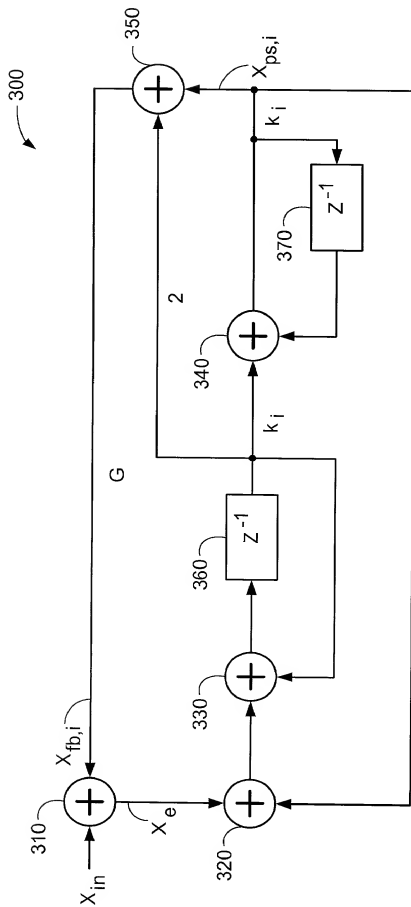 300
350
X_ps,i
k_i
z⁻¹
370
340
2
k_i
G
z⁻¹
360
330
X_fb,i
310
X_in
X_e
320